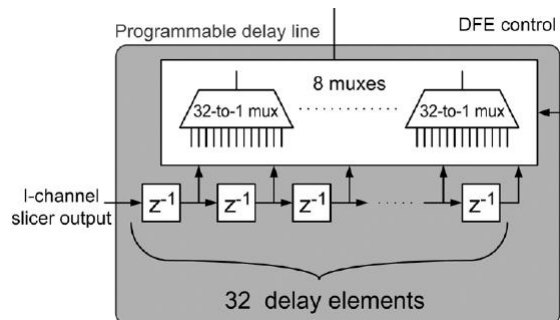 Programmable delay line
DFE control
8 muxes
32-to-1 mux
32-to-1 mux
I-channel
slicer output
z⁻¹
z⁻¹
z⁻¹
z⁻¹
32 delay elements